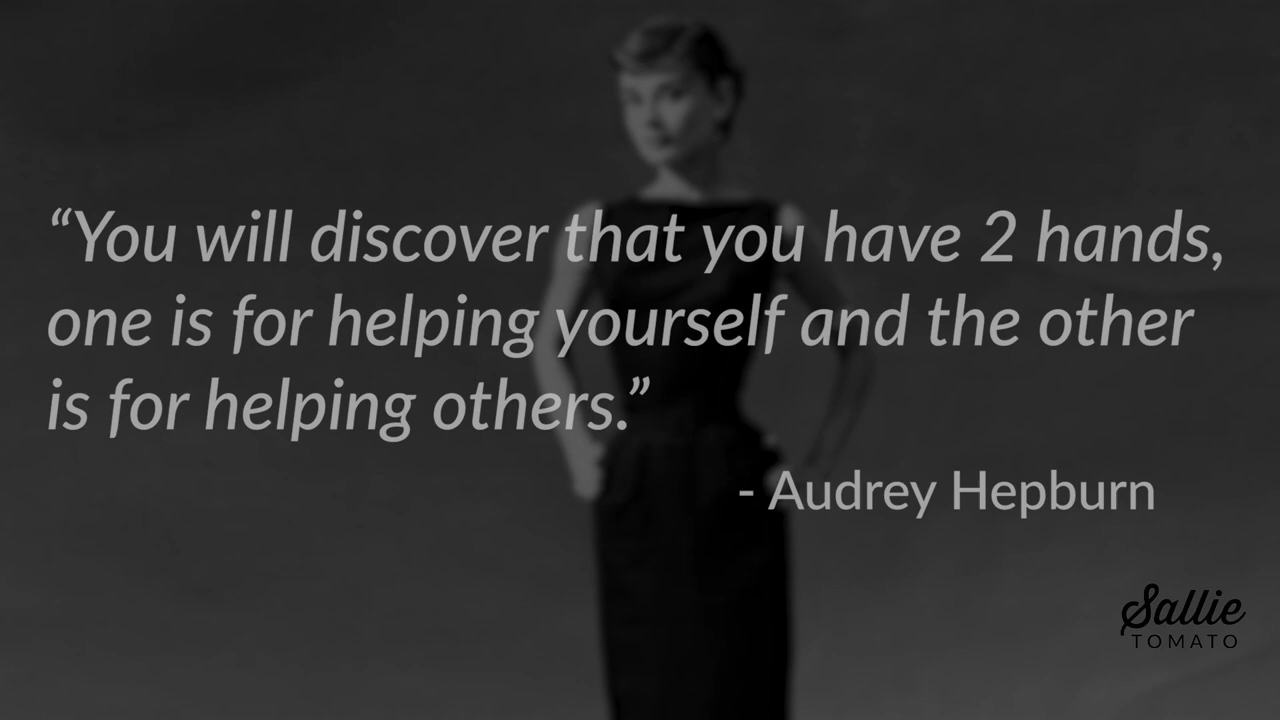 “You will discover that you have 2 hands,
one is for helping yourself and the other
is for helping others.”
- Audrey Hepburn
Sallie
TOMATO